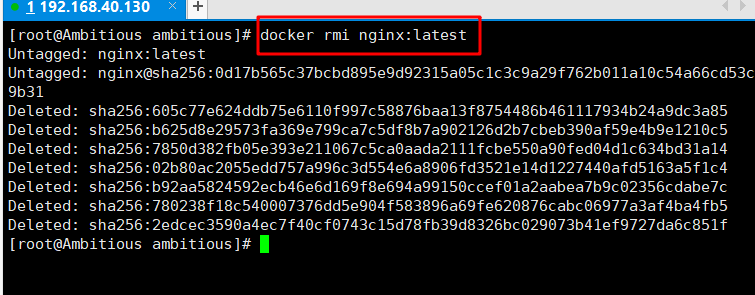 1 192.168.40.130
[root@Ambitious ambitious]# docker rmi nginx:latest
Untagged: nginx:latest
Untagged: nginx@sha256:0d17b565c37bcbd895e9d92315a05c1c3c9a29f762b011a10c54a66cd53c
9b31
Deleted: sha256:605c77e624ddb75e6110f997c58876baa13f8754486b461117934b24a9dc3a85
Deleted: sha256:b625d8e29573fa369e799ca7c5df8b7a902126d2b7cbeb390af59e4b9e1210c5
Deleted: sha256:7850d382fb05e393e211067c5ca0aada2111fcbe550a90fed04d1c634bd31a14
Deleted: sha256:02b80ac2055edd757a996c3d554e6a8906fd3521e14d1227440afd5163a5f1c4
Deleted: sha256:b92aa5824592ecb46e6d169f8e694a99150ccef01a2aabea7b9c02356cdabe7c
Deleted: sha256:780238f18c540007376dd5e904f583896a69fe620876cabc06977a3af4ba4fb5
Deleted: sha256:2edcec3590a4ec7f40cf0743c15d78fb39d8326bc029073b41ef9727da6c851f
[root@Ambitious ambitious]#